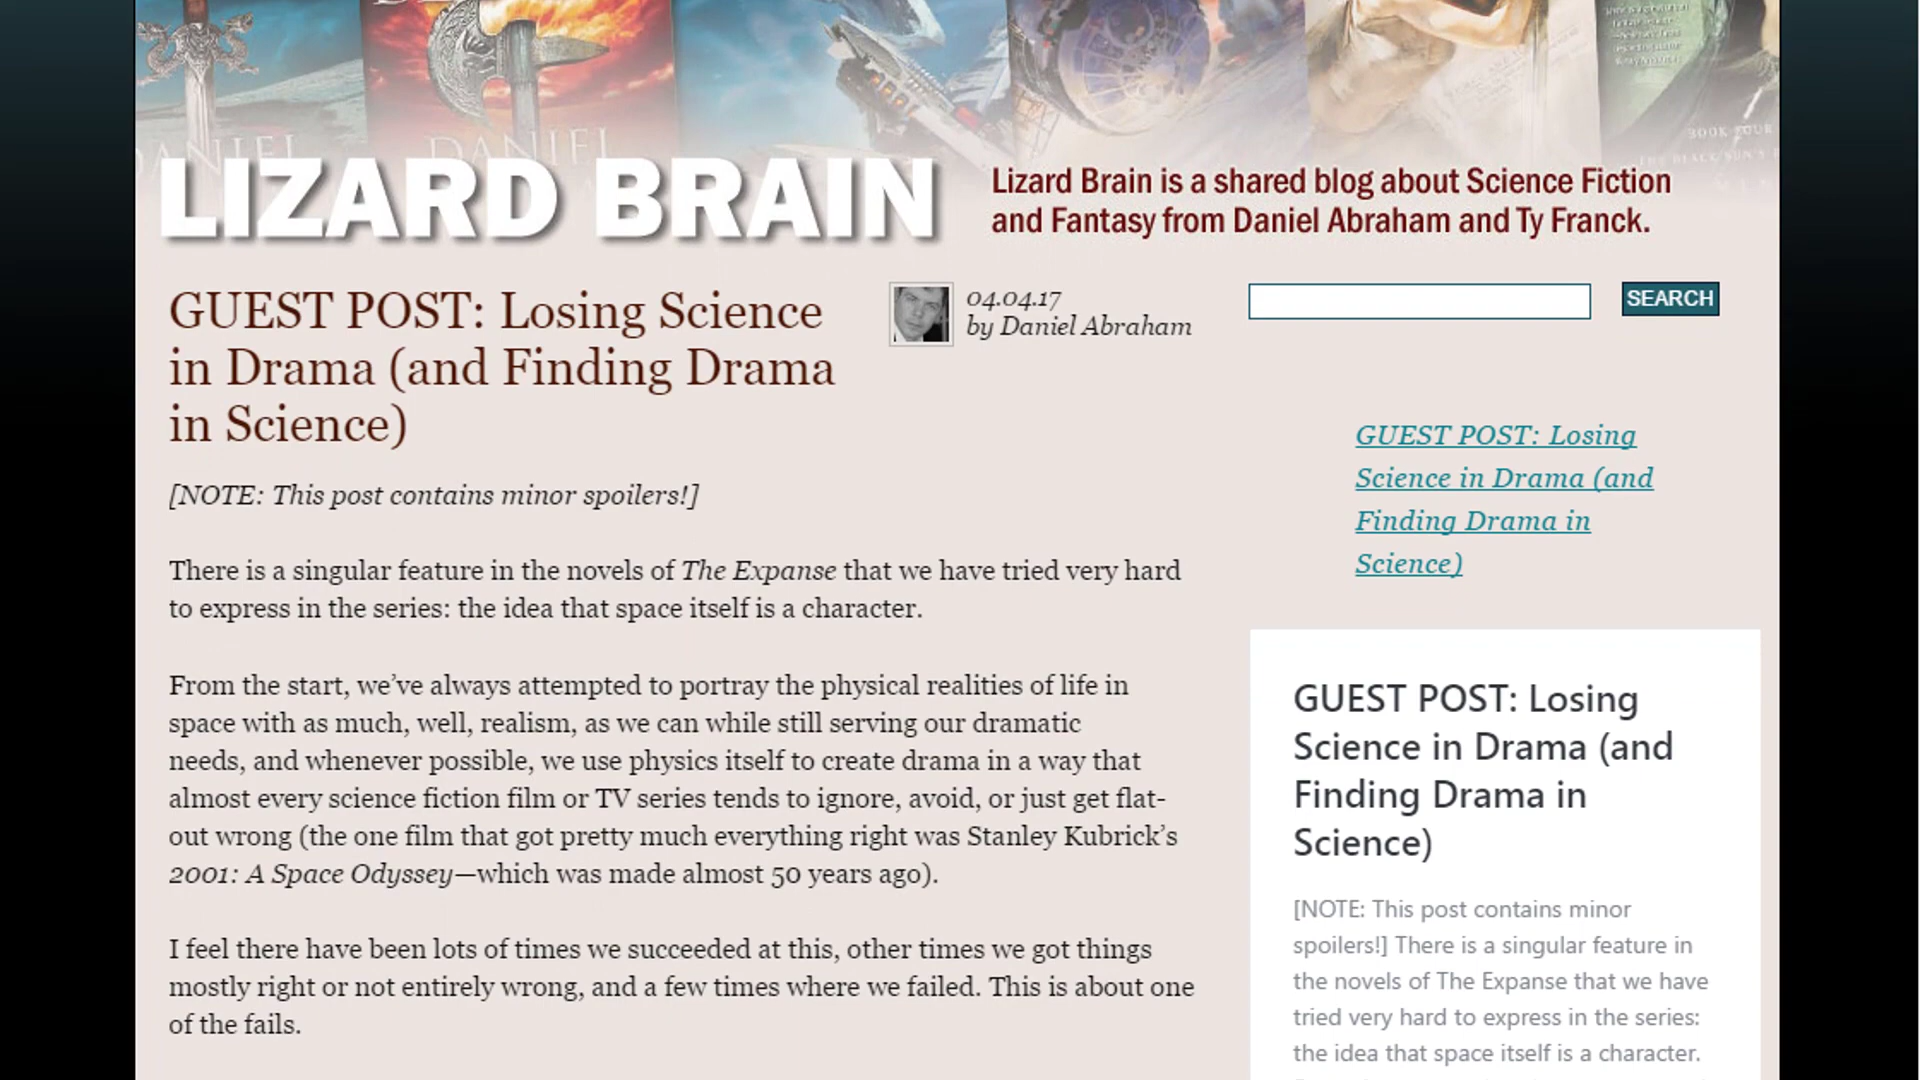 DANIEL
DANIEL
BOOK FOUR
LIZARD BRAIN
Lizard Brain is a shared blog about Science Fiction
and Fantasy from Daniel Abraham and Ty Franck.
GUEST POST: Losing Science
in Drama (and Finding Drama
in Science)
04.04.17
by Daniel Abraham
SEARCH
[NOTE: This post contains minor spoilers!]
There is a singular feature in the novels of The Expanse that we have tried very hard
to express in the series: the idea that space itself is a character.
From the start, we’ve always attempted to portray the physical realities of life in
space with as much, well, realism, as we can while still serving our dramatic
needs, and whenever possible, we use physics itself to create drama in a way that
almost every science fiction film or TV series tends to ignore, avoid, or just get flat-
out wrong (the one film that got pretty much everything right was Stanley Kubrick’s
2001: A Space Odyssey—which was made almost 50 years ago).
I feel there have been lots of times we succeeded at this, other times we got things
mostly right or not entirely wrong, and a few times where we failed. This is about one
of the fails.
GUEST POST: Losing
Science in Drama (and
Finding Drama in
Science)
GUEST POST: Losing
Science in Drama (and
Finding Drama in
Science)
[NOTE: This post contains minor
spoilers!] There is a singular feature in
the novels of The Expanse that we have
tried very hard to express in the series:
the idea that space itself is a character.